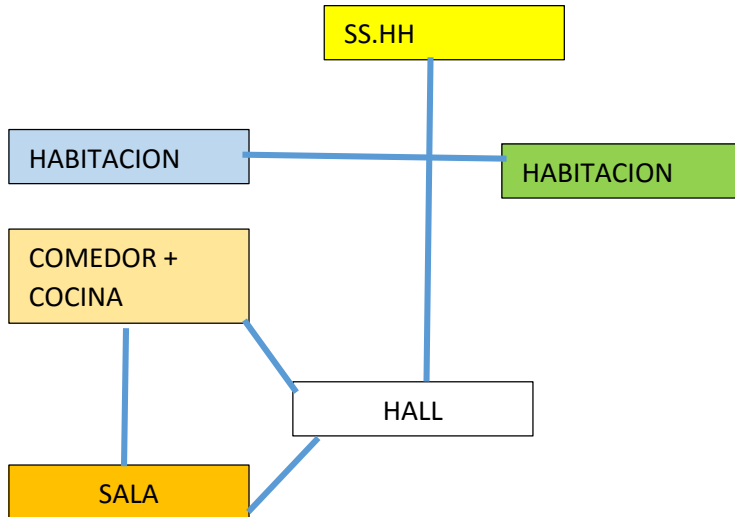 SS.HH
HABITACION
HABITACION
COMEDOR +
COCINA
HALL
SALA